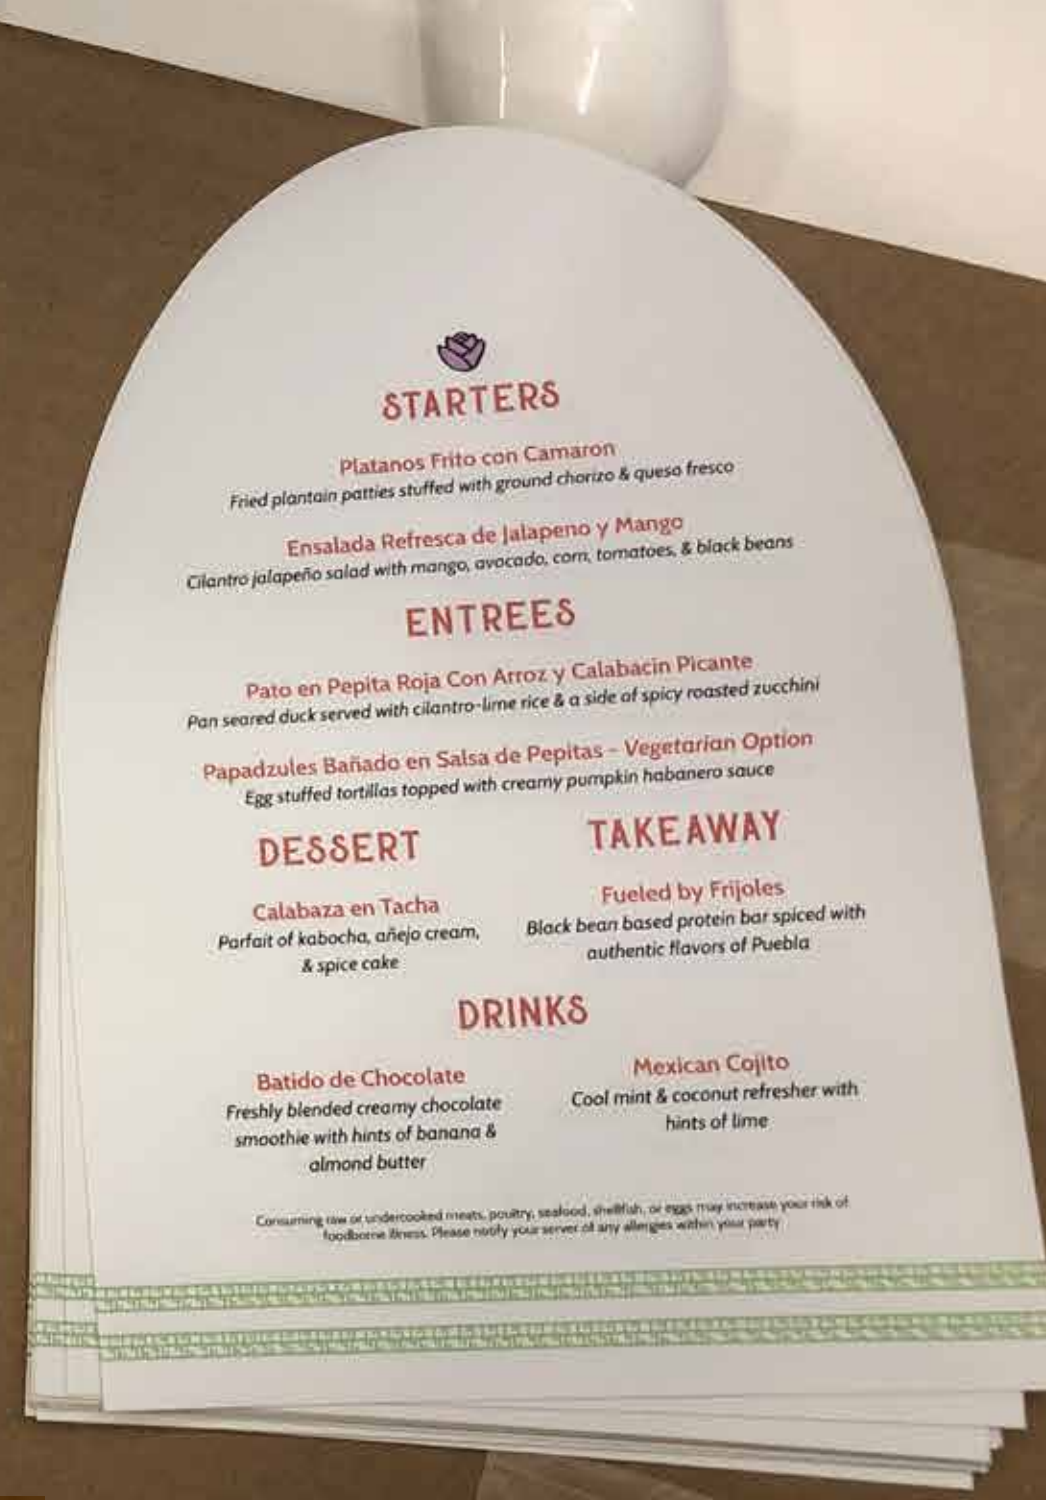 STARTERS
Platanos Frito con Camaron
Fried plantain patties stuffed with ground chorizo & queso fresco
Ensalada Refresca de Jalapeno y Mango
Cilantro jalapeño salad with mango, avocado, corn, tomatoes, & black beans
ENTREES
Pato en Pepita Roja Con Arroz y Calabacin Picante
Pan seared duck served with cilantro-lime rice & a side of spicy roasted zucchini
Papadzules Bañado en Salsa de Pepitas - Vegetarian Option
Egg stuffed tortillas topped with creamy pumpkin habanero sauce
DESSERT
Calabaza en Tacha
Parfait of kabocha, añejo cream,
& spice cake
TAKEAWAY
Fueled by Frijoles
Black bean based protein bar spiced with
authentic flavors of Puebla
DRINKS
Batido de Chocolate
Freshly blended creamy chocolate
smoothie with hints of banana &
almond butter
Mexican Cojito
Cool mint & coconut refresher with
hints of lime
Consuming raw or undercooked meats, poultry, seafood, shellfish, or eggs may increase your risk of
foodborne illness. Please notify your server of any allergies within your party